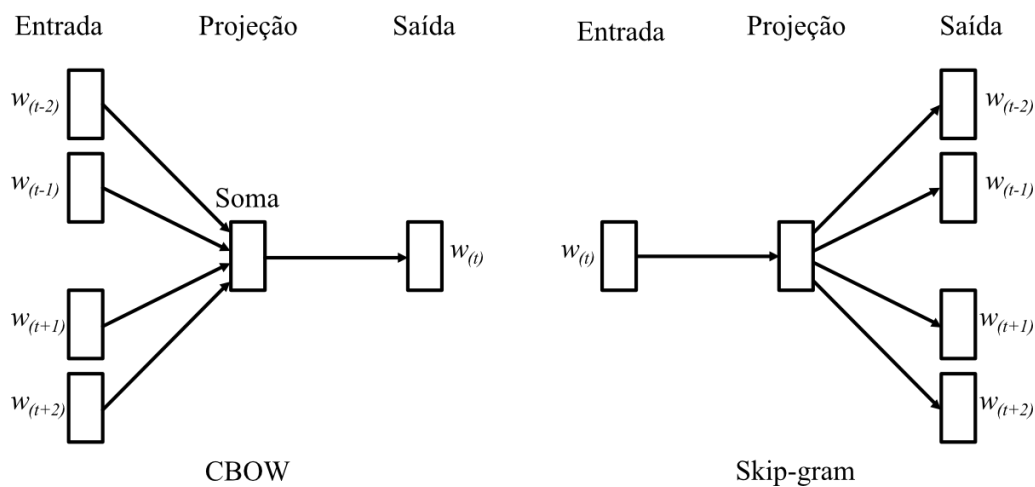 Entrada Projeção Saída
w(t-2)
w(t-1)
Soma
w(t)
w(t+1)
w(t+2)
CBOW
Entrada Projeção Saída
w(t-2)
w(t-1)
w(t)
w(t+1)
w(t+2)
Skip-gram